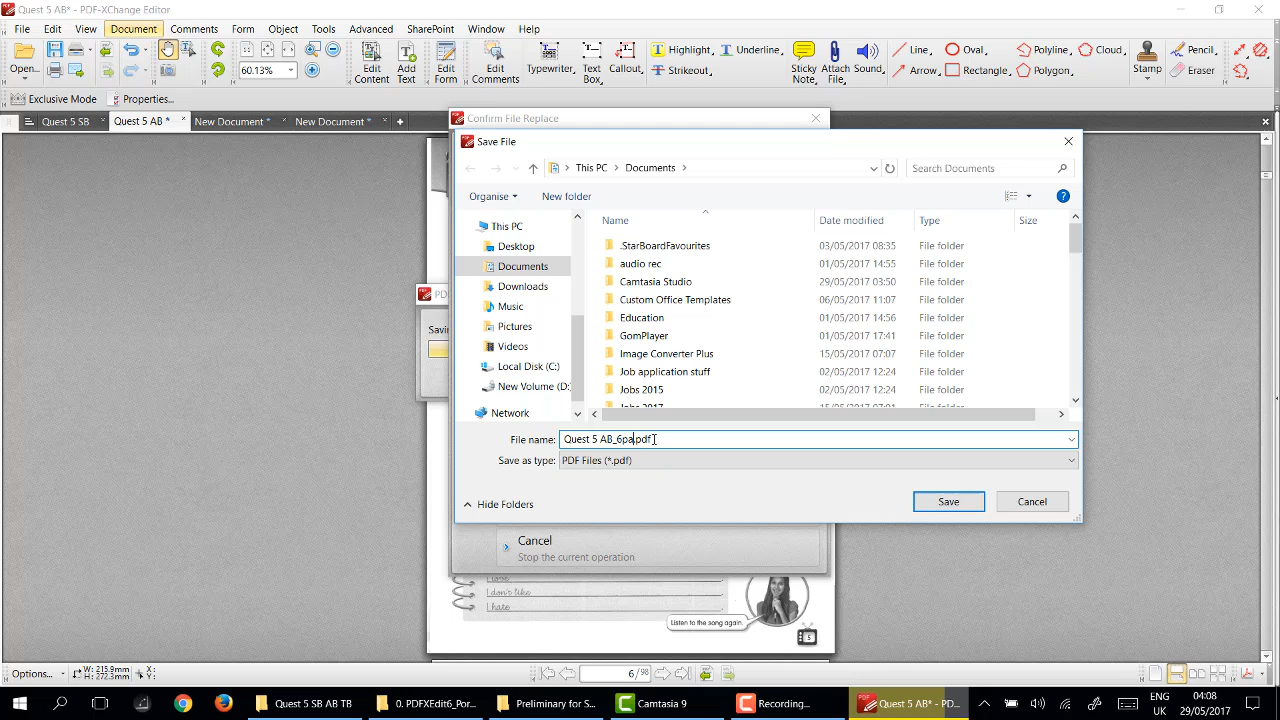 Quest 5 AB* - PDF-XChange Editor
File Edit View Document Comments Form Object Tools Advanced SharePoint Window Help
Open...
60.13%
Edit Content
Add Text
Edit Form
Edit Comments
Highlight
Strikeout
Typewriter
Text Box
Callout
Underline
Sticky Note
Attach File
Sound
Line
Arrow
Oval
Rectangle
Polyline
Polygon
Cloud
Stamp
Pencil
Eraser
Exclusive Mode Properties...
Quest 5 SB Quest 5 AB * New Document * New Document *
Confirm File Replace
Save File
This PC > Documents >
Search Documents
Organise New folder
Name Date modified Type Size
This PC
Desktop
Documents
Downloads
Music
Pictures
Videos
Local Disk (C:)
New Volume (D:
Network
.StarBoardFavourites 03/05/2017 08:35 File folder
audio rec 01/05/2017 14:55 File folder
Camtasia Studio 29/05/2017 03:50 File folder
Custom Office Templates 06/05/2017 11:07 File folder
Education 01/05/2017 14:56 File folder
GomPlayer 01/05/2017 17:41 File folder
Image Converter Plus 15/05/2017 07:07 File folder
Job application stuff 02/05/2017 12:24 File folder
Jobs 2015 02/05/2017 12:24 File folder
File name: Quest 5 AB_6pa.pdf
Save as type: PDF Files (*.pdf)
Hide Folders
Save Cancel
Cancel
Stop the current operation
I love
I don't like
I hate
Listen to the song again.
5
Options...
W: 215.9mm
H: 272.3mm
X:
Y:
6 / 98
Quest 5 SB AB TB
0. PDFXEdit6_Por...
Preliminary for S...
Camtasia 9
Recording...
Quest 5 AB* - PD...
ENG
UK
04:08
29/05/2017